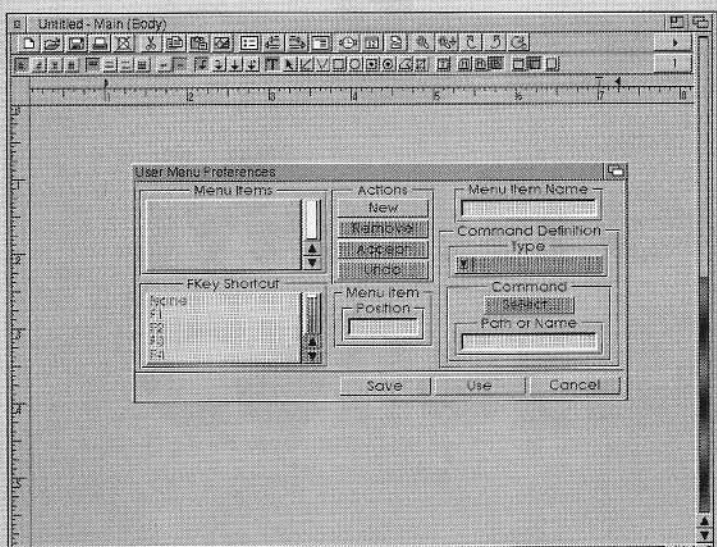 Untitled - Main (Body)
User Menu Preferences
Menu Items
Actions
New
Remove
Accept
Undo
Menu Item Name
Command Definition
Type
Command
Select...
Path or Name
FKey Shortcut
None
F1
F2
F3
F4
Menu Item
Position
Save
Use
Cancel